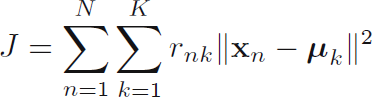 $J = \sum_{n=1}^{N} \sum_{k=1}^{K} r_{nk} \|\mathbf{x}_n - \boldsymbol{\mu}_k\|^2$